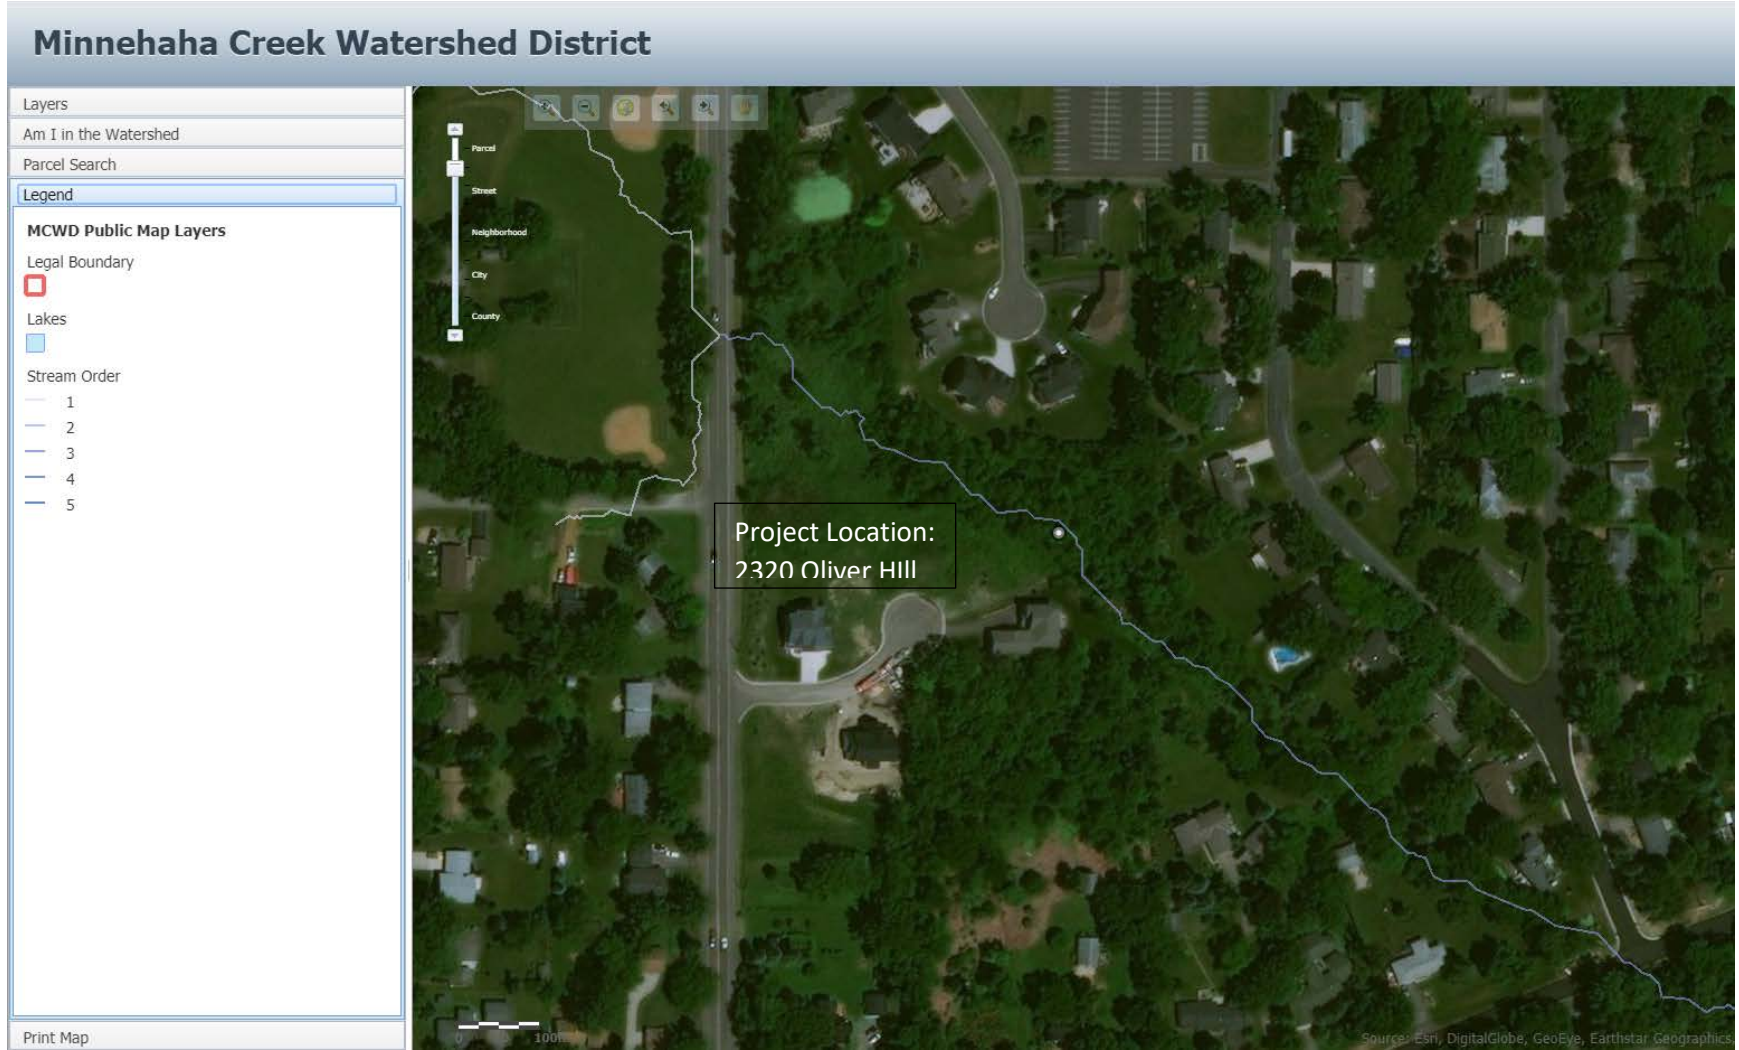 Minnehaha Creek Watershed District
Layers
Am I in the Watershed
Parcel Search
Legend
MCWD Public Map Layers
Legal Boundary
Lakes
Stream Order
1
2
3
4
5
Print Map
Parcel
Street
Neighborhood
City
County
Project Location:
2320 Oliver HIll
0
Source: Esri, DigitalGlobe, GeoEye, Earthstar Geographics,